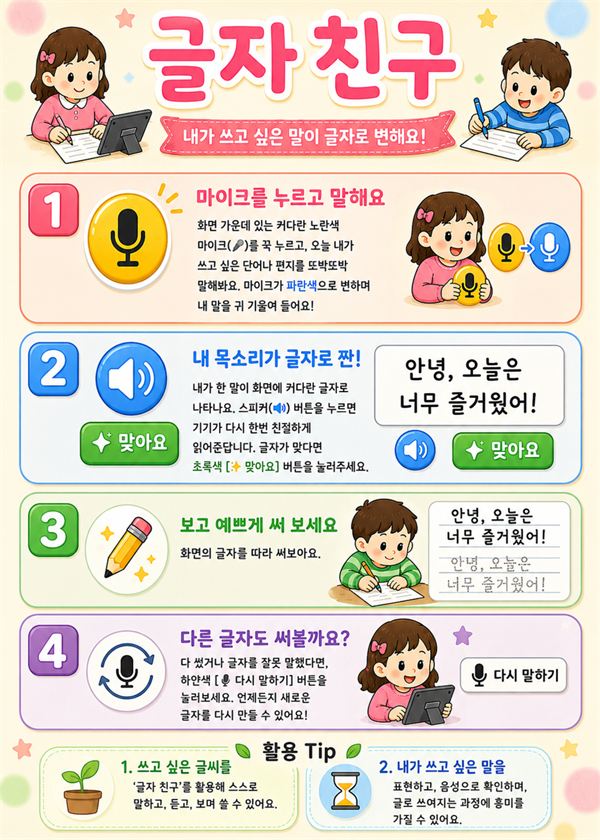 글자 친구
내가 쓰고 싶은 말이 글자로 변해요!
1
마이크를 누르고 말해요
화면 가운데 있는 커다란 노란색
마이크(🎤)를 꾹 누르고, 오늘 내가
쓰고 싶은 단어나 편지를 또박또박
말해봐요. 마이크가 파란색으로 변하며
내 말을 귀 기울여 들어요!
2
맞아요
내 목소리가 글자로 짠!
내가 한 말이 화면에 커다란 글자로
나타나요. 스피커(🔊) 버튼을 누르면
기기가 다시 한번 친절하게
읽어준답니다. 글자가 맞다면
초록색 [✨ 맞아요] 버튼을 눌러주세요.
안녕, 오늘은
너무 즐거웠어!
맞아요
3
보고 예쁘게 써 보세요
화면의 글자를 따라 써보아요.
안녕, 오늘은
너무 즐거웠어!
안녕, 오늘은
너무 즐거웠어!
4
다른 글자도 써볼까요?
다 썼거나 글자를 잘못 말했다면,
하얀색 [🎤 다시 말하기] 버튼을
눌러보세요. 언제든지 새로운
글자를 다시 만들 수 있어요!
다시 말하기
활용 Tip
1. 쓰고 싶은 글씨를
'글자 친구'를 활용해 스스로
말하고, 듣고, 보며 쓸 수 있어요.
2. 내가 쓰고 싶은 말을
표현하고, 음성으로 확인하며,
글로 쓰여지는 과정에 흥미를
가질 수 있어요.